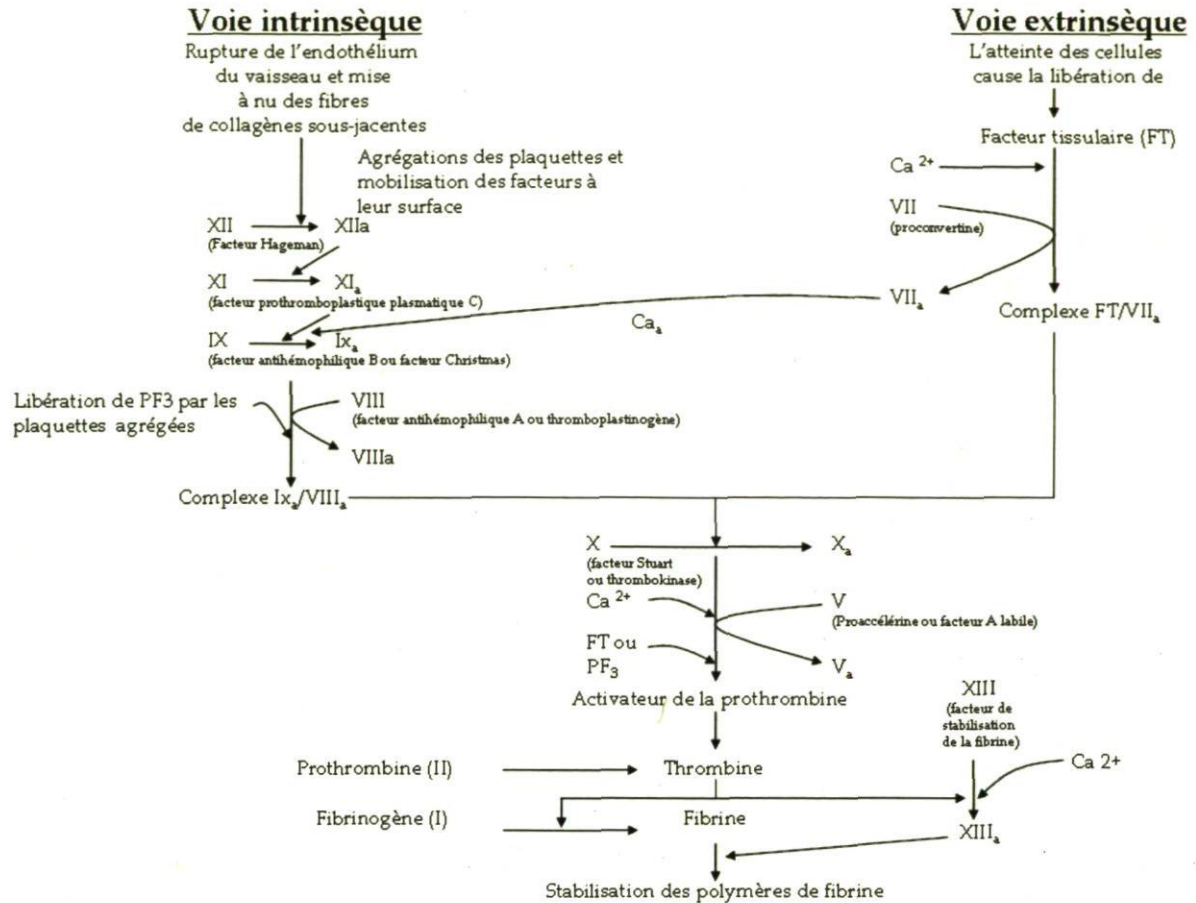 Voie intrinsèque
Rupture de l'endothélium
du vaisseau et mise
à nu des fibres
de collagènes sous-jacentes
Agrégations des plaquettes et
mobilisation des facteurs à
leur surface
XII
XIIa
(Facteur Hageman)
XI
XIa
(facteur prothromboplastique plasmatique C)
IX
Ixa
(facteur antihémophilique B ou facteur Christmas)
Libération de PF3 par les
plaquettes agrégées
VIII
(facteur antihémophilique A ou thromboplastinogène)
VIIIa
Complexe Ixa/VIIIa
Voie extrinsèque
L'atteinte des cellules
cause la libération de
Facteur tissulaire (FT)
Ca 2+
VII
(proconvertine)
VIIa
Caa
Complexe FT/VIIa
X
Xa
(facteur Stuart
ou thrombokinase)
Ca 2+
V
(Proaccélérine ou facteur A labile)
FT ou
PF3
Va
Activateur de la prothrombine
XIII
(facteur de
stabilisation
de la fibrine)
Ca 2+
Prothrombine (II)
Thrombine
Fibrinogène (I)
Fibrine
XIIIa
Stabilisation des polymères de fibrine